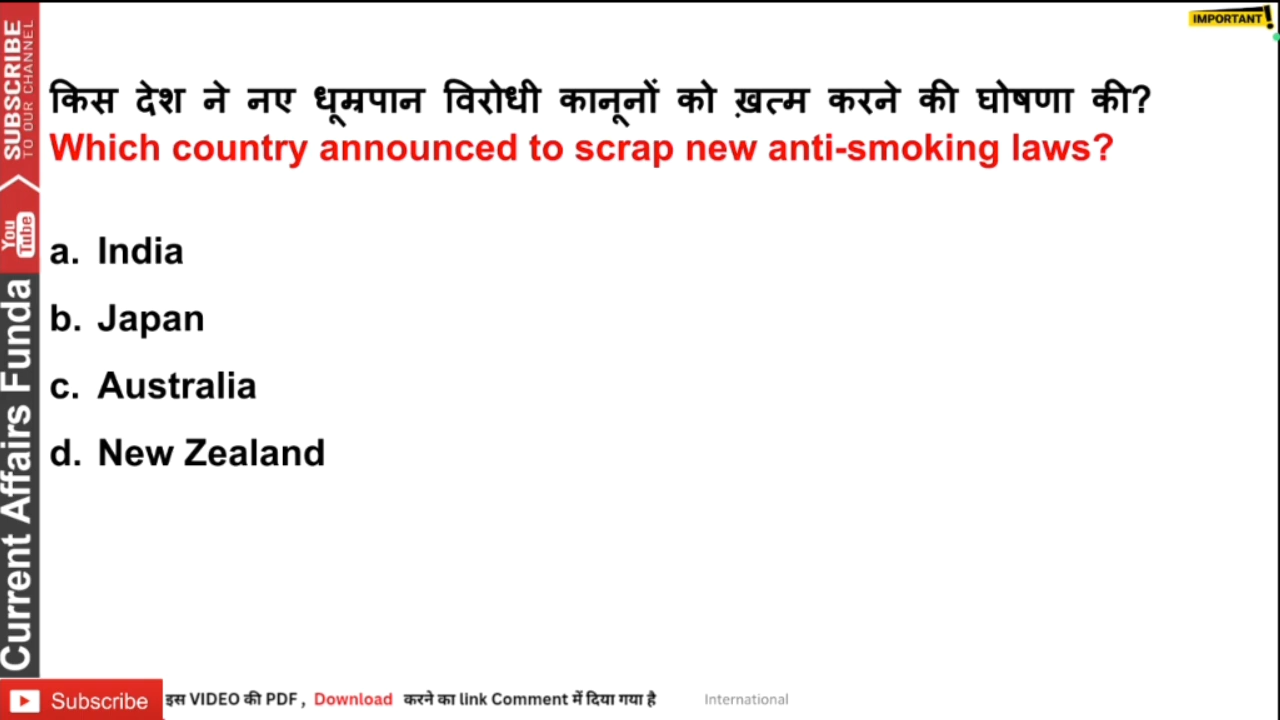 IMPORTANT!
किस देश ने नए धूम्रपान विरोधी कानूनों को ख़त्म करने की घोषणा की?
Which country announced to scrap new anti-smoking laws?
a. India
b. Japan
c. Australia
d. New Zealand
SUBSCRIBE
TO OUR CHANNEL
You
Tube
Current Affairs Funda
Subscribe इस VIDEO की PDF , Download करने का link Comment में दिया गया है International